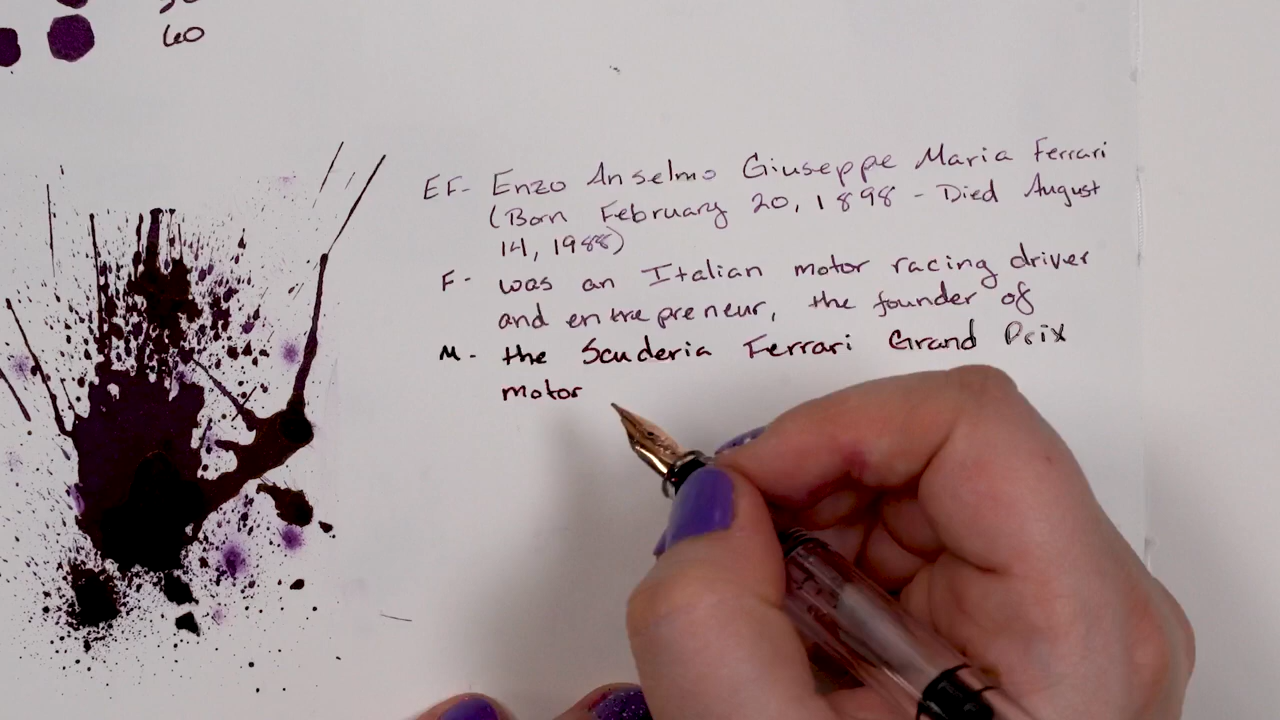 60
EF- Enzo Anselmo Giuseppe Maria Ferrari
(Born February 20, 1898 - Died August
14, 1988)
F- was an Italian motor racing driver
and entrepreneur, the founder of
M- the Scuderia Ferrari Grand Prix
motor